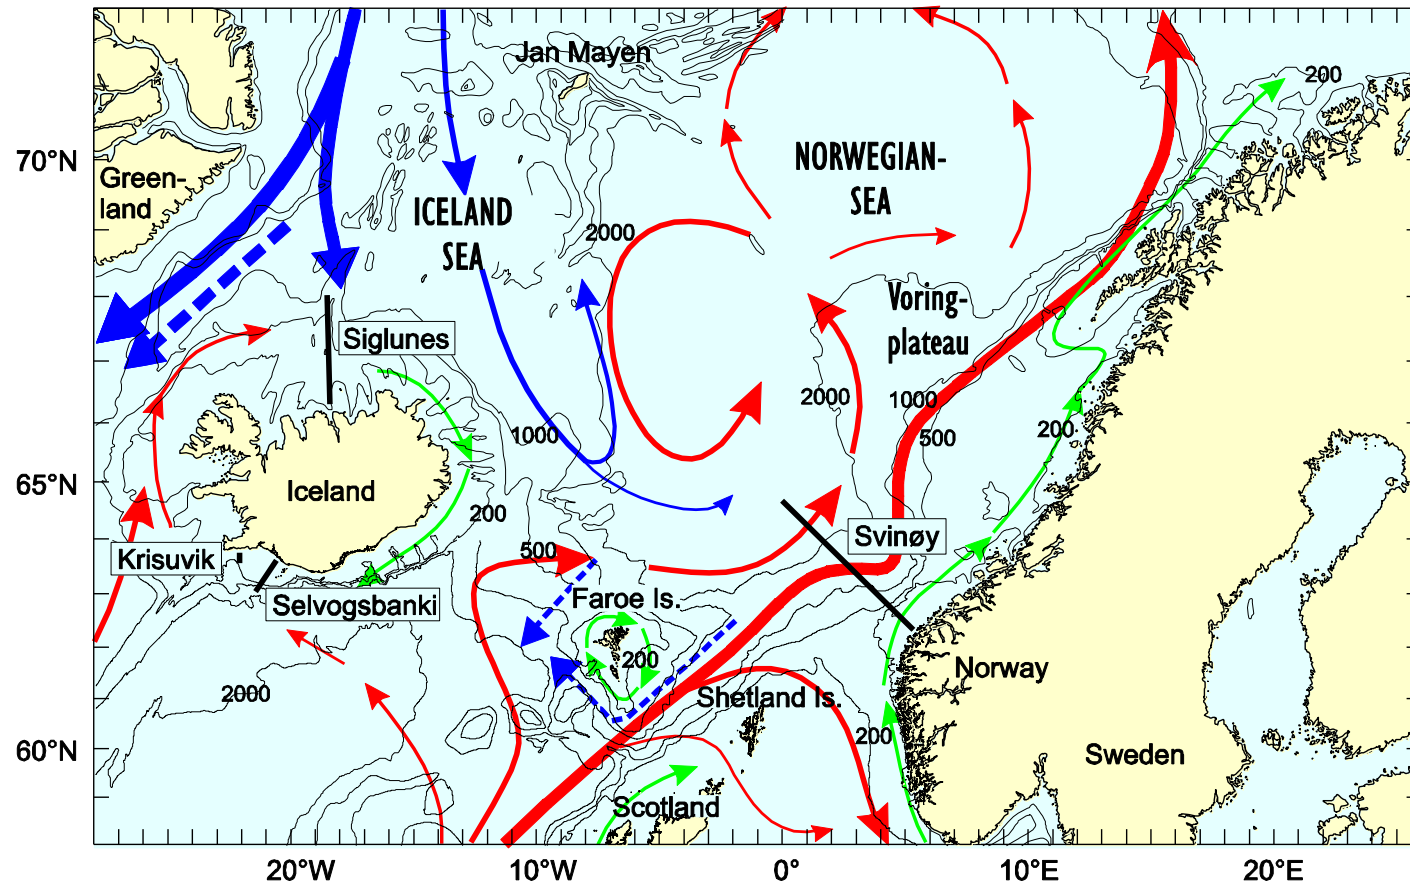 Jan Mayen
200
70°N
NORWEGIAN-
SEA
Green-
land
ICELAND
SEA
2000
Voring-
plateau
Siglunes
2000
1000
500
1000
200
65°N
Iceland
200
Svinøy
500
Krisuvik
Faroe Is.
Selvogsbanki
200
Norway
2000
Shetland Is.
200
60°N
Sweden
Scotland
20°W
10°W
0°
10°E
20°E